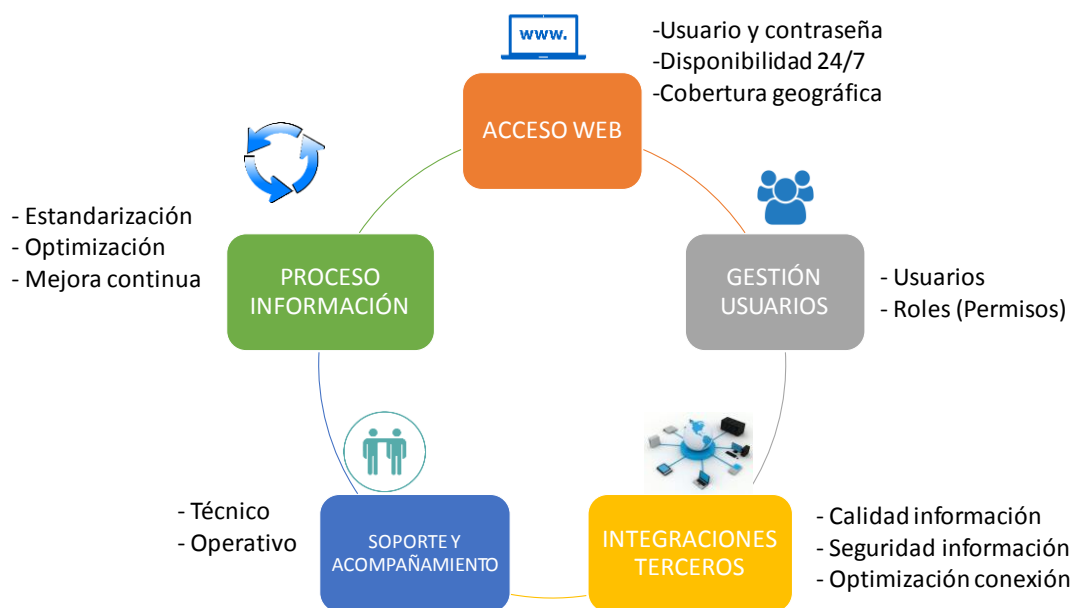 www.
-Usuario y contraseña
-Disponibilidad 24/7
-Cobertura geográfica
ACCESO WEB
- Estandarización
- Optimización
- Mejora continua
PROCESO
INFORMACIÓN
GESTIÓN
USUARIOS
- Usuarios
- Roles (Permisos)
- Técnico
- Operativo
SOPORTE Y
ACOMPAÑAMIENTO
INTEGRACIONES
TERCEROS
- Calidad información
- Seguridad información
- Optimización conexión